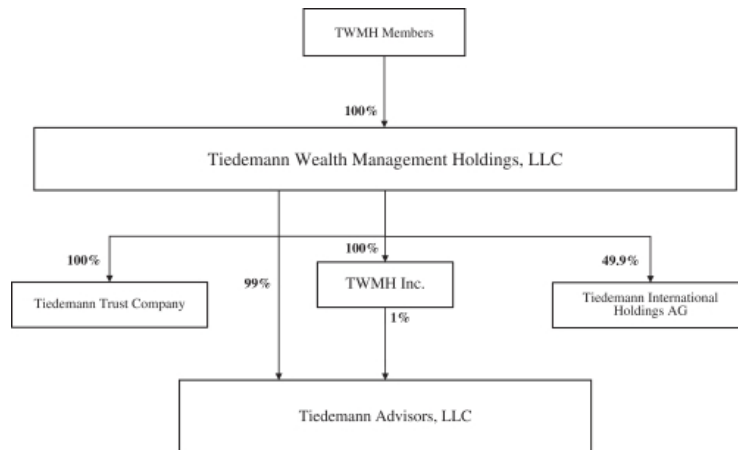 TWMH Members
100%
Tiedemann Wealth Management Holdings, LLC
100%
100%
49.9%
99%
Tiedemann Trust Company
TWMH Inc.
Tiedemann International
Holdings AG
1%
Tiedemann Advisors, LLC